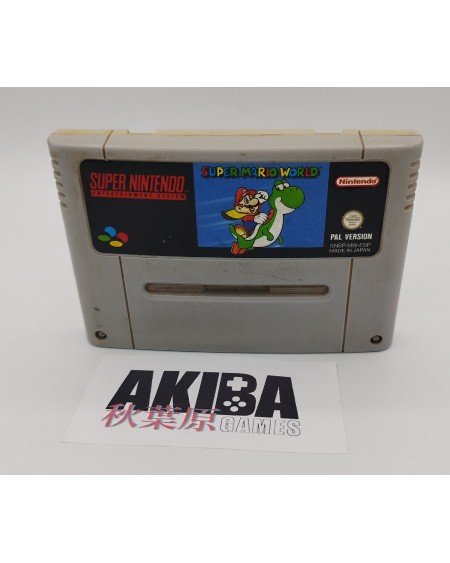 SUPER NINTENDO
ENTERTAINMENT SYSTEM
SUPER MARIO WORLD
Nintendo
PAL VERSION
SNSP-MW-ESP
MADE IN JAPAN
AKIBA
秋葉原
GAMES